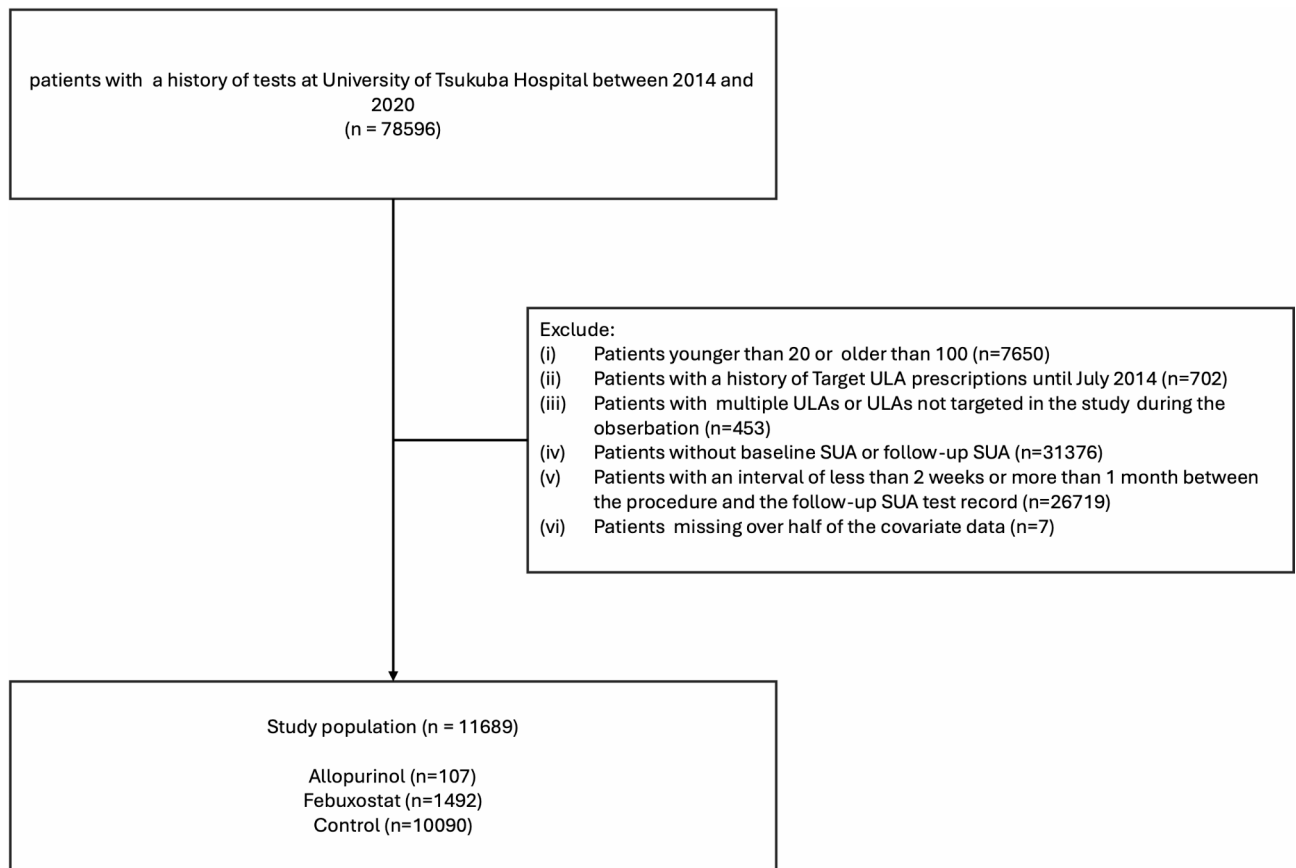 patients with a history of tests at University of Tsukuba Hospital between 2014 and
2020
(n = 78596)
Exclude:
(i) Patients younger than 20 or older than 100 (n=7650)
(ii) Patients with a history of Target ULA prescriptions until July 2014 (n=702)
(iii) Patients with multiple ULAs or ULAs not targeted in the study during the
obserbation (n=453)
(iv) Patients without baseline SUA or follow-up SUA (n=31376)
(v) Patients with an interval of less than 2 weeks or more than 1 month between
the procedure and the follow-up SUA test record (n=26719)
(vi) Patients missing over half of the covariate data (n=7)
Study population (n = 11689)
Allopurinol (n=107)
Febuxostat (n=1492)
Control (n=10090)